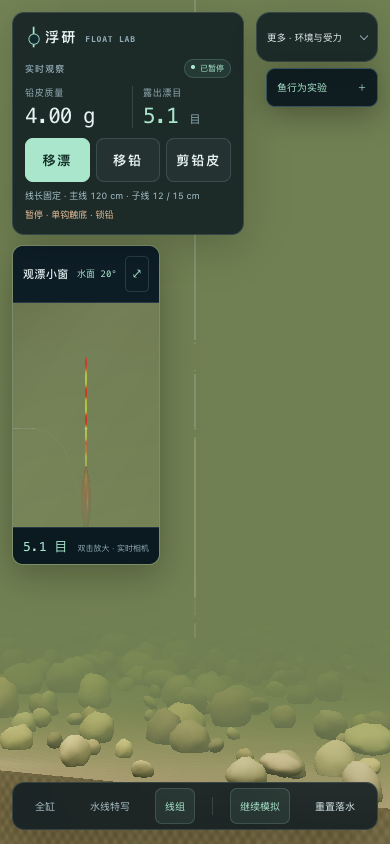 浮研 FLOAT LAB
实时观察 已暂停
铅皮质量 露出漂目
4.00 g 5.1 目
移漂 移铅 剪铅皮
线长固定 · 主线 120 cm · 子线 12 / 15 cm
暂停 · 单钩触底 · 锁铅
更多 · 环境与受力
鱼行为实验 +
观漂小窗 水面 20°
5.1 目 双击放大 · 实时相机
全缸 水线特写 线组 继续模拟 重置落水